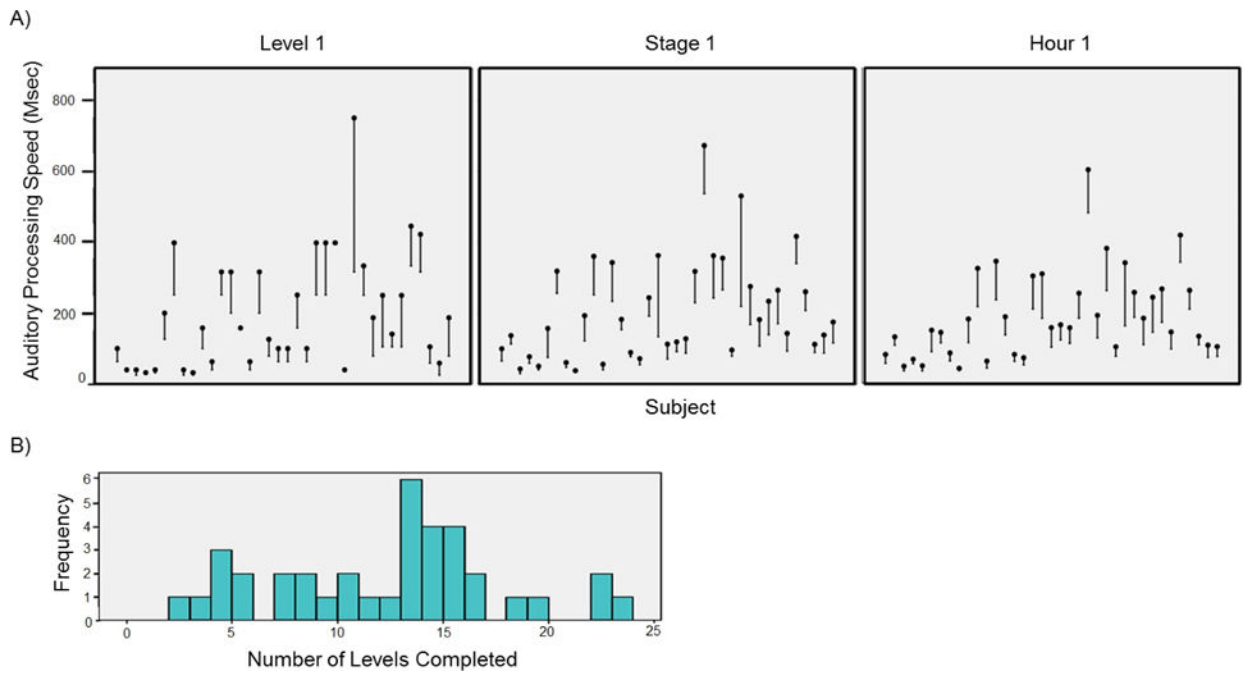 A)
Level 1
Stage 1
Hour 1
Auditory Processing Speed (Msec)
800
600
400
200
0
Subject
B)
Frequency
6
5
4
3
2
1
0
0
5
10
15
20
25
Number of Levels Completed